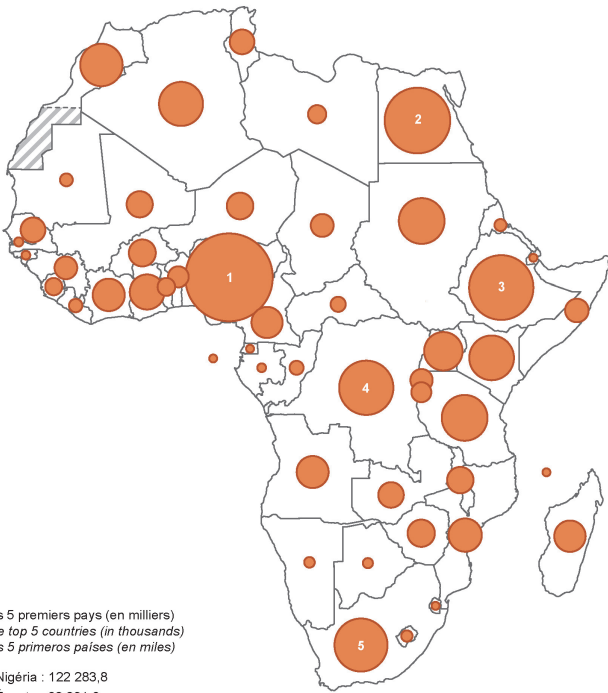 1
2
3
4
5
s 5 premiers pays (en milliers)
e top 5 countries (in thousands)
s 5 primeros países (en miles)
Nigéria : 122 283,8